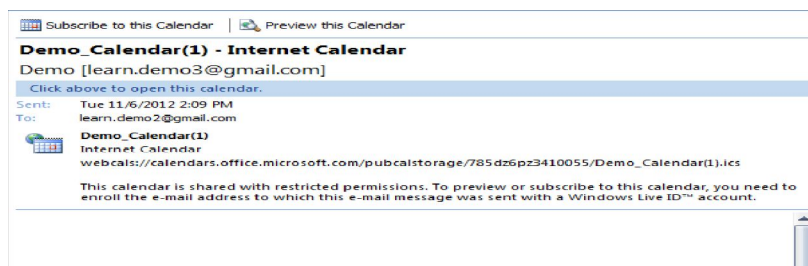 Subscribe to this Calendar Preview this Calendar
Demo_Calendar(1) - Internet Calendar
Demo [learn.demo3@gmail.com]
Click above to open this calendar.
Sent: Tue 11/6/2012 2:09 PM
To: learn.demo2@gmail.com
Demo_Calendar(1)
Internet Calendar
webcals://calendars.office.microsoft.com/pubcalstorage/785dz6pz3410055/Demo_Calendar(1).ics
This calendar is shared with restricted permissions. To preview or subscribe to this calendar, you need to
enroll the e-mail address to which this e-mail message was sent with a Windows Live ID™ account.